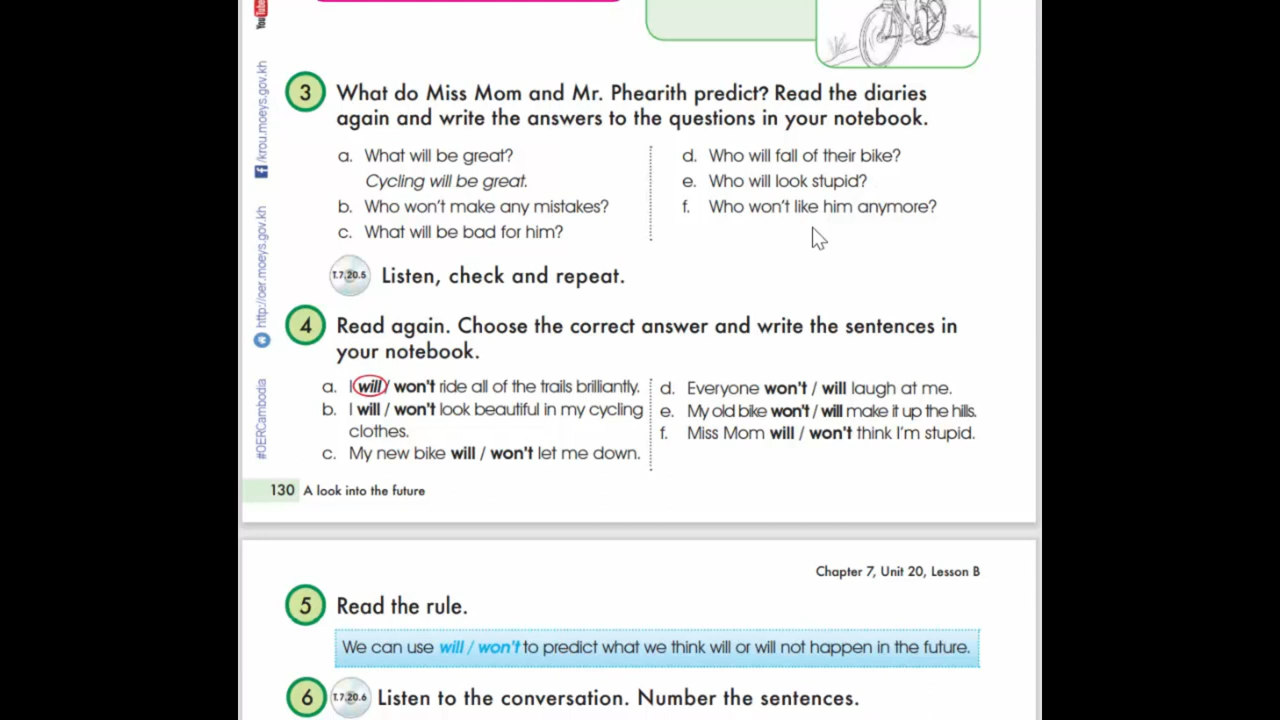 YouTube
/krou.moeys.gov.kh
http://oer.moeys.gov.kh
#OERCambodia
3 What do Miss Mom and Mr. Phearith predict? Read the diaries
again and write the answers to the questions in your notebook.
a. What will be great?
Cycling will be great.
b. Who won't make any mistakes?
c. What will be bad for him?
d. Who will fall of their bike?
e. Who will look stupid?
f. Who won't like him anymore?
T.7.20.5 Listen, check and repeat.
4 Read again. Choose the correct answer and write the sentences in
your notebook.
a. I will / won't ride all of the trails brilliantly.
b. I will / won't look beautiful in my cycling
clothes.
c. My new bike will / won't let me down.
d. Everyone won't / will laugh at me.
e. My old bike won't / will make it up the hills.
f. Miss Mom will / won't think I'm stupid.
130 A look into the future
Chapter 7, Unit 20, Lesson B
5 Read the rule.
We can use will / won't to predict what we think will or will not happen in the future.
6 T.7.20.6 Listen to the conversation. Number the sentences.